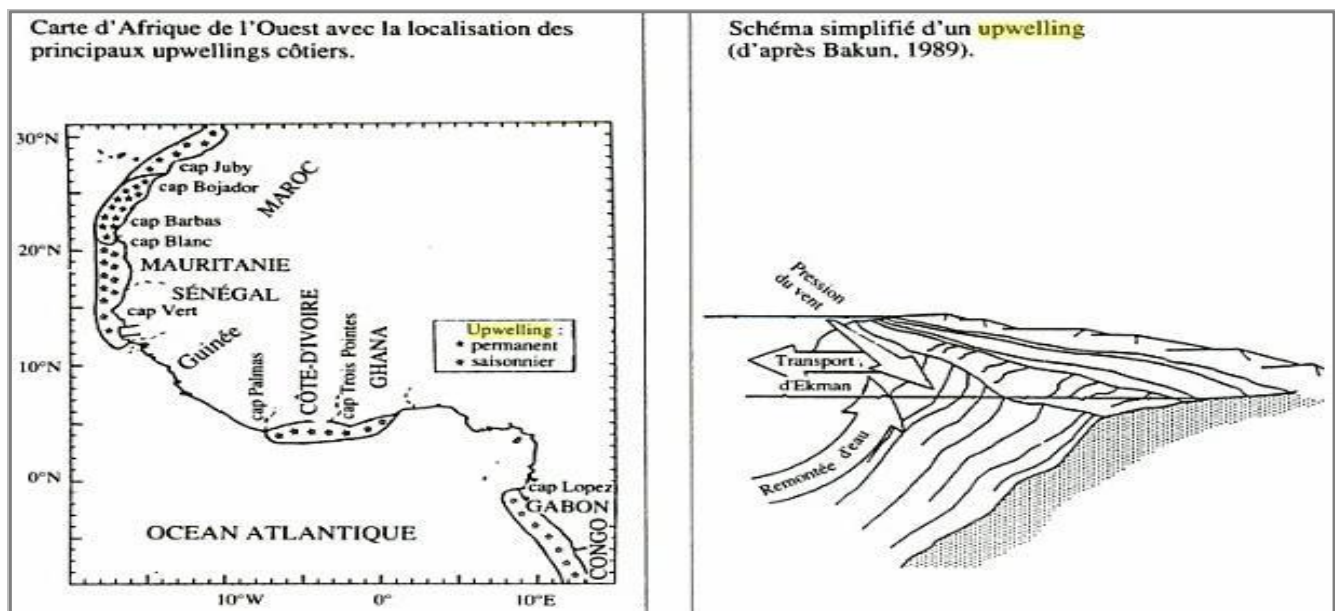 Carte d'Afrique de l'Ouest avec la localisation des
principaux upwellings côtiers.
30°N
cap Juby
cap Bojador
MAROC
cap Barbas
cap Blanc
20°N
MAURITANIE
SÉNÉGAL
cap Vert
Guinée
cap Palmas
CÔTE-D'IVOIRE
cap Trois Pointes
GHANA
Upwelling :
* permanent
* saisonnier
10°N
0°N
cap Lopez
GABON
CONGO
OCEAN ATLANTIQUE
10°W
0°
10°E
Schéma simplifié d'un upwelling
(d'après Bakun, 1989).
Pression
du vent
Transport
d'Ekman
Remontée d'eau